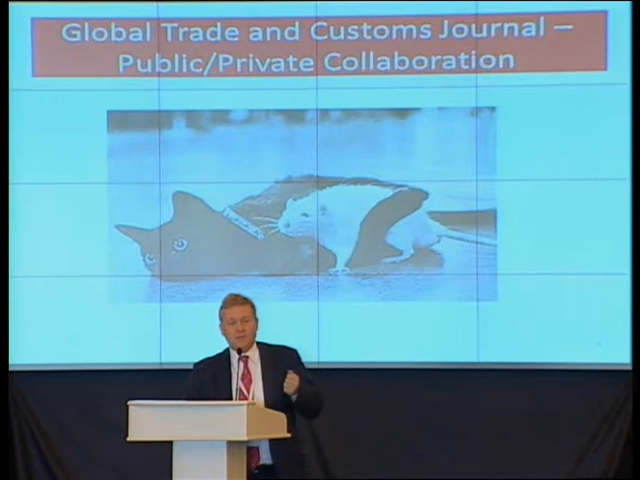 Global Trade and Customs Journal –
Public/Private Collaboration